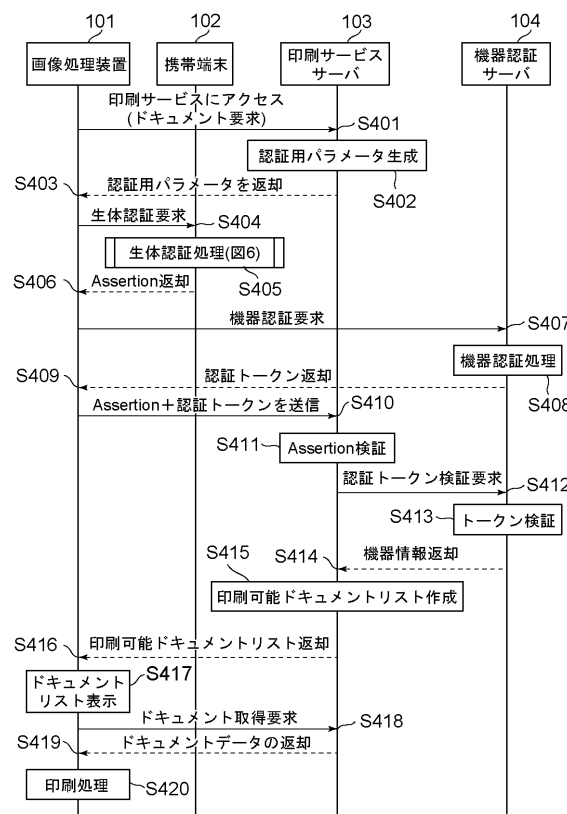 101
102
103
104
画像処理装置
携帯端末
印刷サービス
サーバ
機器認証
サーバ
印刷サービスにアクセス
(ドキュメント要求)
S401
認証用パラメータ生成
S402
S403
認証用パラメータを返却
生体認証要求
S404
生体認証処理(図6)
S405
S406
Assertion返却
機器認証要求
S407
機器認証処理
S408
S409
認証トークン返却
Assertion＋認証トークンを送信
S410
S411
Assertion検証
認証トークン検証要求
S412
S413
トークン検証
S414
機器情報返却
S415
印刷可能ドキュメントリスト作成
S416
印刷可能ドキュメントリスト返却
ドキュメント
リスト表示
S417
ドキュメント取得要求
S418
S419
ドキュメントデータの返却
印刷処理
S420